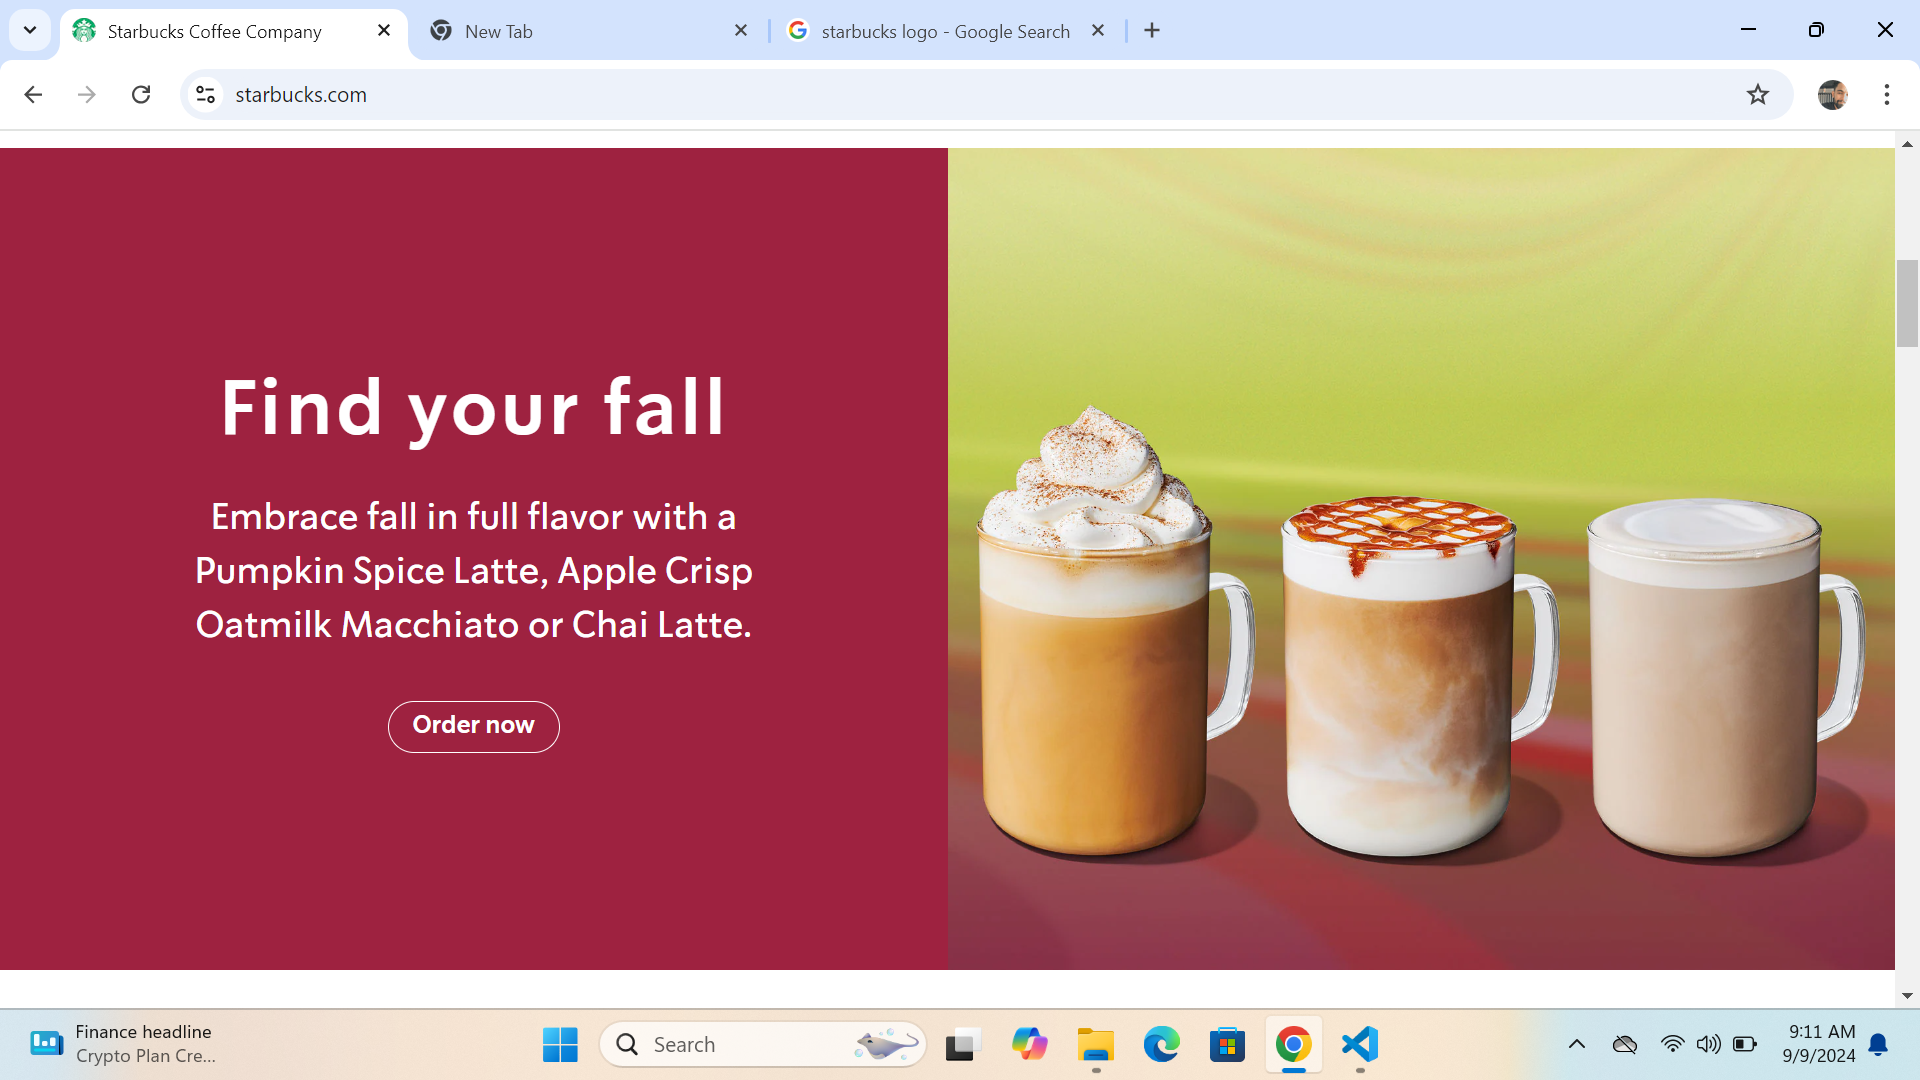 Starbucks Coffee Company
New Tab
starbucks logo - Google Search
starbucks.com
Find your fall
Embrace fall in full flavor with a
Pumpkin Spice Latte, Apple Crisp
Oatmilk Macchiato or Chai Latte.
Order now
Finance headline
Crypto Plan Cre...
Search
9:11 AM
9/9/2024